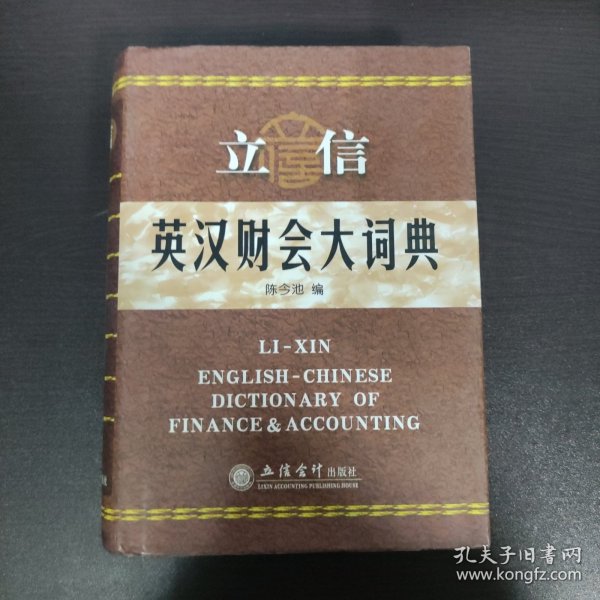 立信
英汉财会大词典
陈今池 编
LI-XIN
ENGLISH-CHINESE
DICTIONARY OF
FINANCE & ACCOUNTING
立信会计出版社
LIXIN ACCOUNTING PUBLISHING HOUSE
孔夫子旧书网
www.kongfz.com